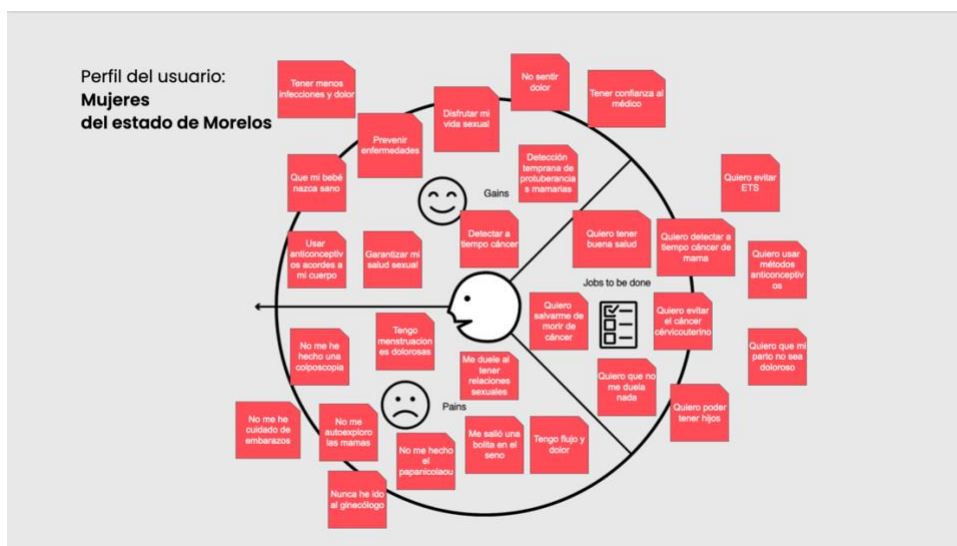 Perfil del usuario:
Mujeres
del estado de Morelos
Tener menos
infecciones y dolor
Prevenir
enfermedades
Disfrutar mi
vida sexual
No sentir
dolor
Tener confianza al
médico
Que mi bebé
nazca sano
Detección
temprana de
protuberancia
s mamarias
Gains
Usar
anticonceptiv
os acordes a
mi cuerpo
Garantizar mi
salud sexual
Detectar a
tiempo cáncer
Quiero tener
buena salud
Quiero detectar a
tiempo cáncer de
mama
Quiero evitar
ETS
Quiero usar
métodos
anticonceptiv
os
Jobs to be done
Quiero
salvarme de
morir de
cáncer
Quiero evitar
el cáncer
cérvicouterino
Quiero que mi
parto no sea
doloroso
Quiero que no
me duela
nada
Quiero poder
tener hijos
No me he
hecho una
colposcopia
Tengo
menstruacion
es dolorosas
Me duele al
tener
relaciones
sexuales
Pains
No me he
cuidado de
embarazos
No me
autoexploro
las mamas
No me hecho
el
papanicolaou
Me salió una
bolita en el
seno
Tengo flujo y
dolor
Nunca he ido
al ginecólogo